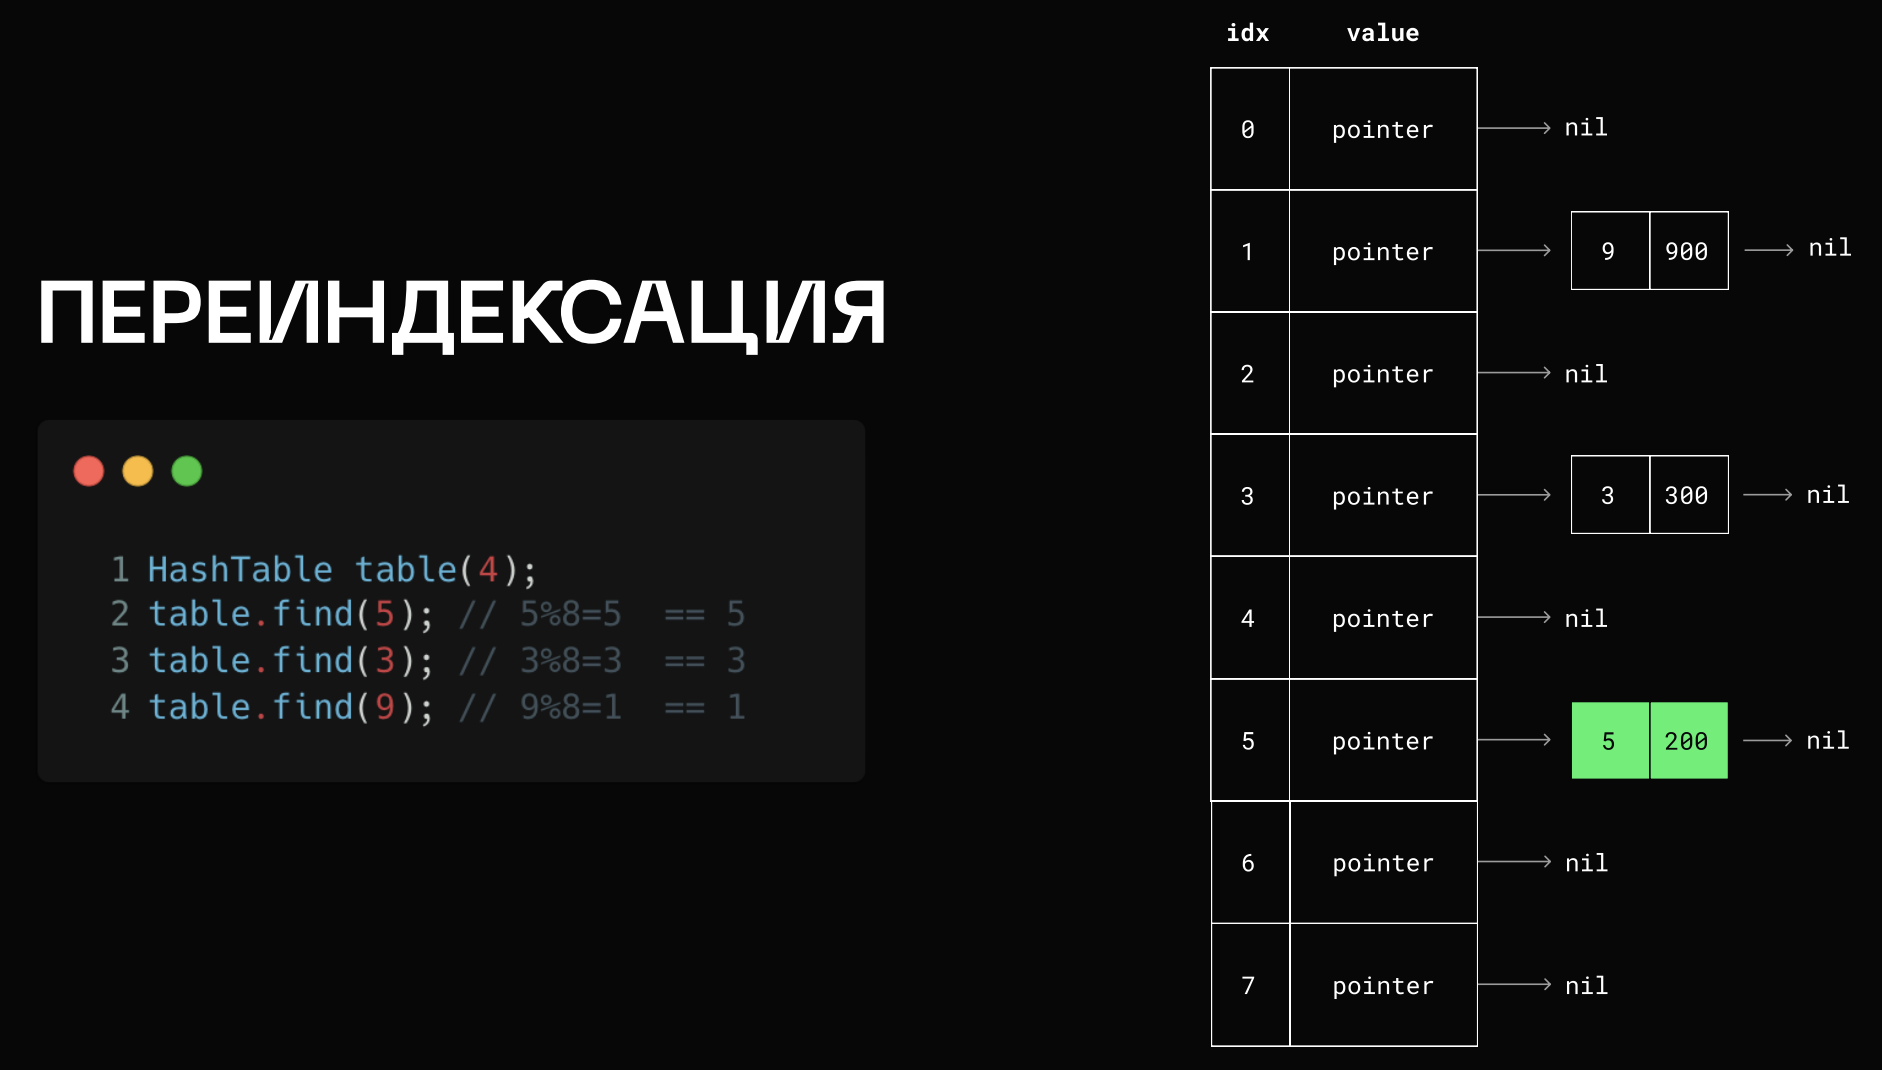 ПЕРЕИНДЕКСАЦИЯ
1 HashTable table(4);
2 table.find(5); // 5%8=5  == 5
3 table.find(3); // 3%8=3  == 3
4 table.find(9); // 9%8=1  == 1
idx value
0 pointer nil
1 pointer 9 900 nil
2 pointer nil
3 pointer 3 300 nil
4 pointer nil
5 pointer 5 200 nil
6 pointer nil
7 pointer nil